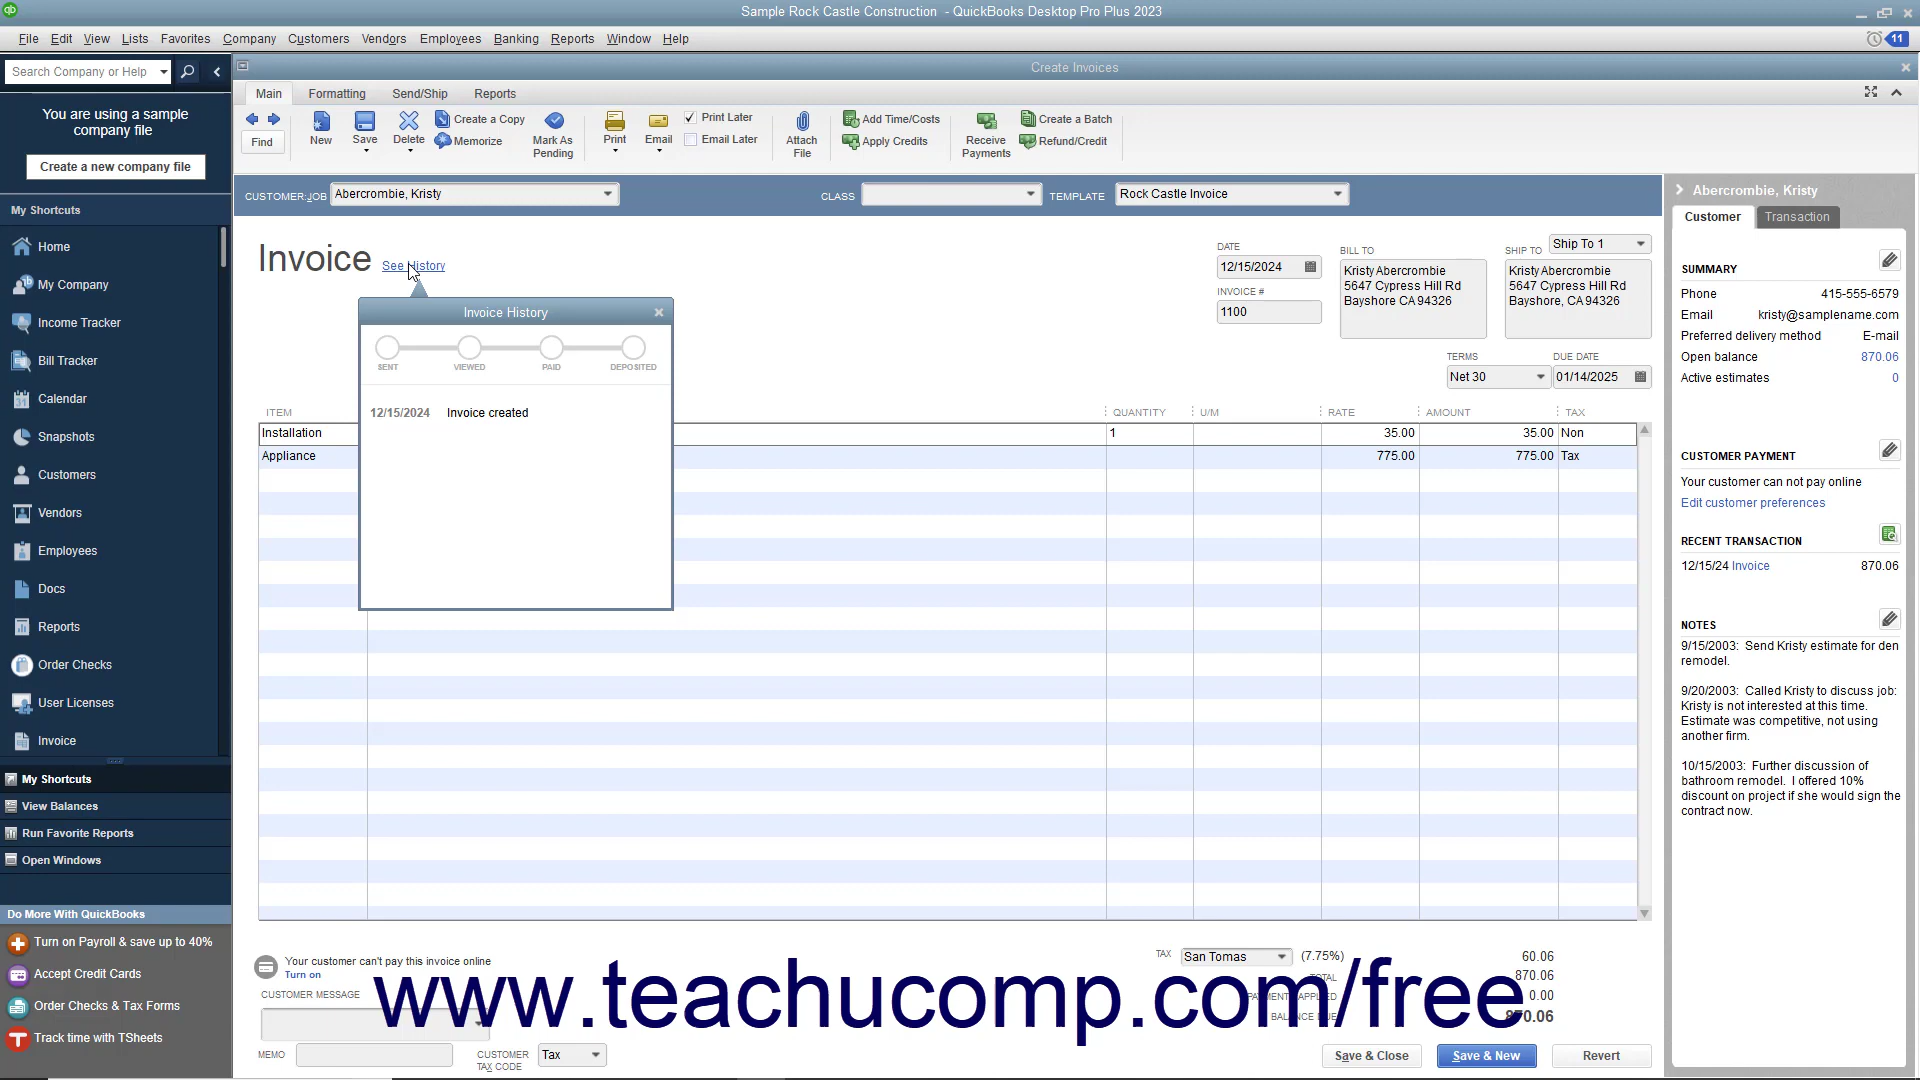 Sample Rock Castle Construction - QuickBooks Desktop Pro Plus 2023
File Edit View Lists Favorites Company Customers Vendors Employees Banking Reports Window Help
11
Search Company or Help
Create Invoices
You are using a sample
company file
Create a new company file
My Shortcuts
Home
My Company
Income Tracker
Bill Tracker
Calendar
Snapshots
Customers
Vendors
Employees
Docs
Reports
Order Checks
User Licenses
Invoice
My Shortcuts
View Balances
Run Favorite Reports
Open Windows
Do More With QuickBooks
Turn on Payroll & save up to 40%
Accept Credit Cards
Order Checks & Tax Forms
Track time with TSheets
Main Formatting Send/Ship Reports
Find
New
Save
Delete
Create a Copy
Memorize
Mark As
Pending
Print
Email
Print Later
Email Later
Attach
File
Add Time/Costs
Apply Credits
Receive
Payments
Create a Batch
Refund/Credit
CUSTOMER:JOB Abercrombie, Kristy CLASS TEMPLATE Rock Castle Invoice
Invoice See History
DATE
12/15/2024
INVOICE #
1100
BILL TO
Kristy Abercrombie
5647 Cypress Hill Rd
Bayshore CA 94326
SHIP TO Ship To 1
Kristy Abercrombie
5647 Cypress Hill Rd
Bayshore, CA 94326
TERMS
Net 30
DUE DATE
01/14/2025
Invoice History
SENT VIEWED PAID DEPOSITED
12/15/2024 Invoice created
ITEM QUANTITY U/M RATE AMOUNT TAX
Installation 1 35.00 35.00 Non
Appliance 775.00 775.00 Tax
Your customer can't pay this invoice online
Turn on
CUSTOMER MESSAGE
MEMO
CUSTOMER
TAX CODE
Tax
TAX San Tomas (7.75%) 60.06
TOTAL 870.06
PAYMENTS APPLIED 0.00
BALANCE DUE 870.06
www.teachucomp.com/free
Save & Close Save & New Revert
Abercrombie, Kristy
Customer Transaction
SUMMARY
Phone 415-555-6579
Email kristy@samplename.com
Preferred delivery method E-mail
Open balance 870.06
Active estimates 0
CUSTOMER PAYMENT
Your customer can not pay online
Edit customer preferences
RECENT TRANSACTION
12/15/24 Invoice 870.06
NOTES
9/15/2003: Send Kristy estimate for den
remodel.
9/20/2003: Called Kristy to discuss job:
Kristy is not interested at this time.
Estimate was competitive, not using
another firm.
10/15/2003: Further discussion of
bathroom remodel. I offered 10%
discount on project if she would sign the
contract now.